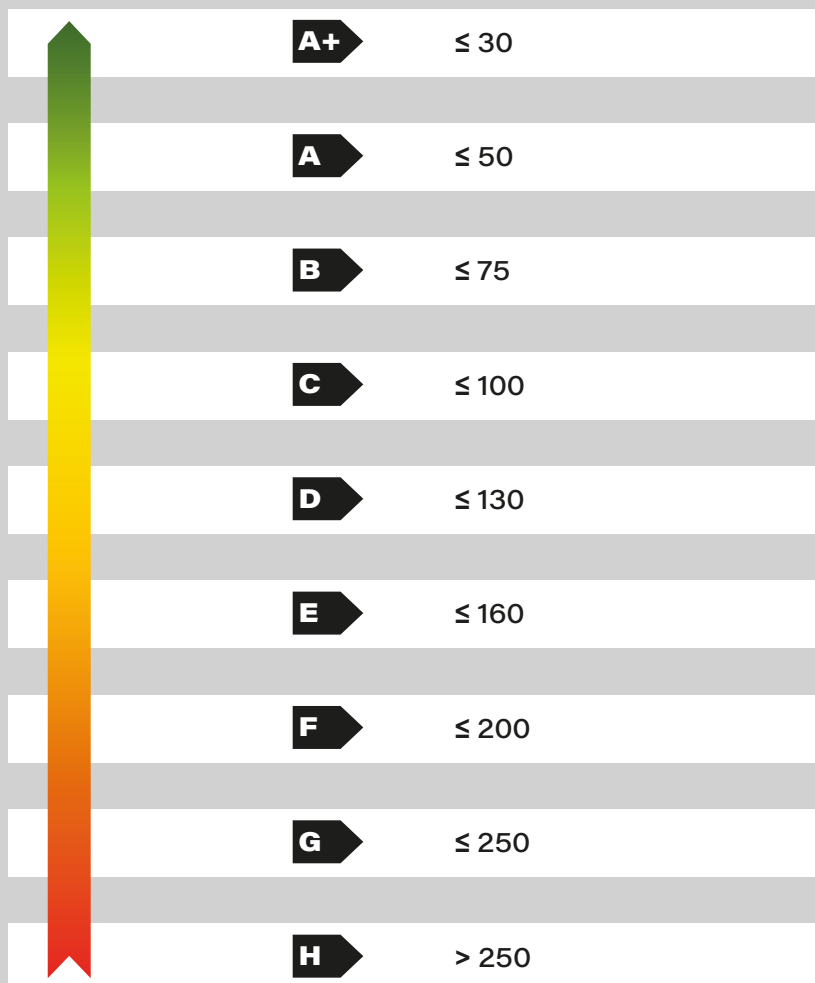 A+ ≤ 30
A ≤ 50
B ≤ 75
C ≤ 100
D ≤ 130
E ≤ 160
F ≤ 200
G ≤ 250
H > 250